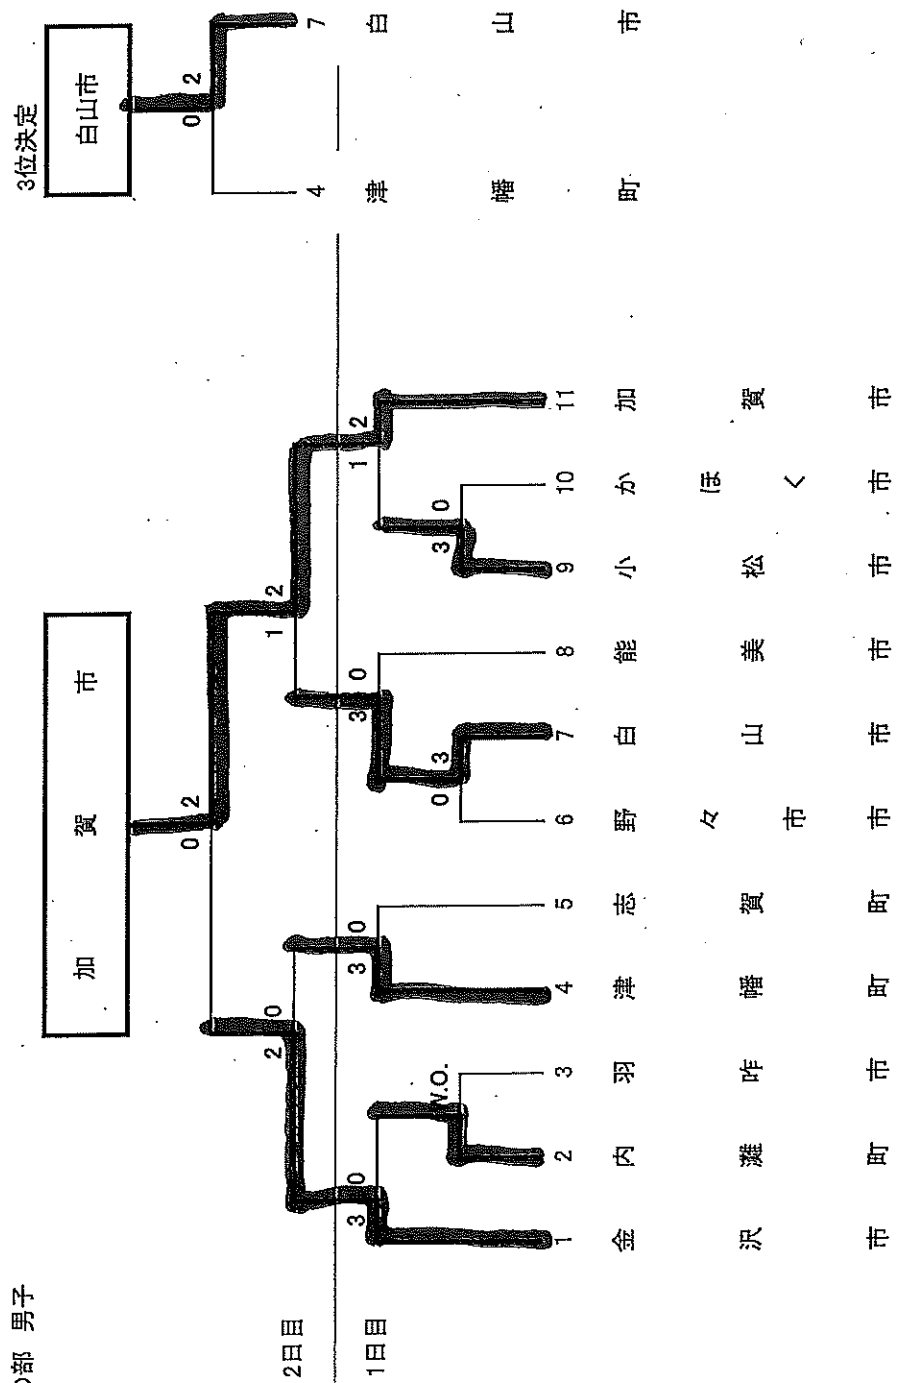 の部 男子
加賀市
3位決定
白山市
0 2
0 2
2 0
1 2
2日目
1日目
3 0
3 0
3 0
1 2
W.O.
0 3
3 0
1 金沢市
2 内灘町
3 羽咋市
4 津幡町
5 志賀町
6 野々市市
7 白山市
8 能美市
9 小松市
10 かほく市
11 加賀市
4 津幡町
7 白山市